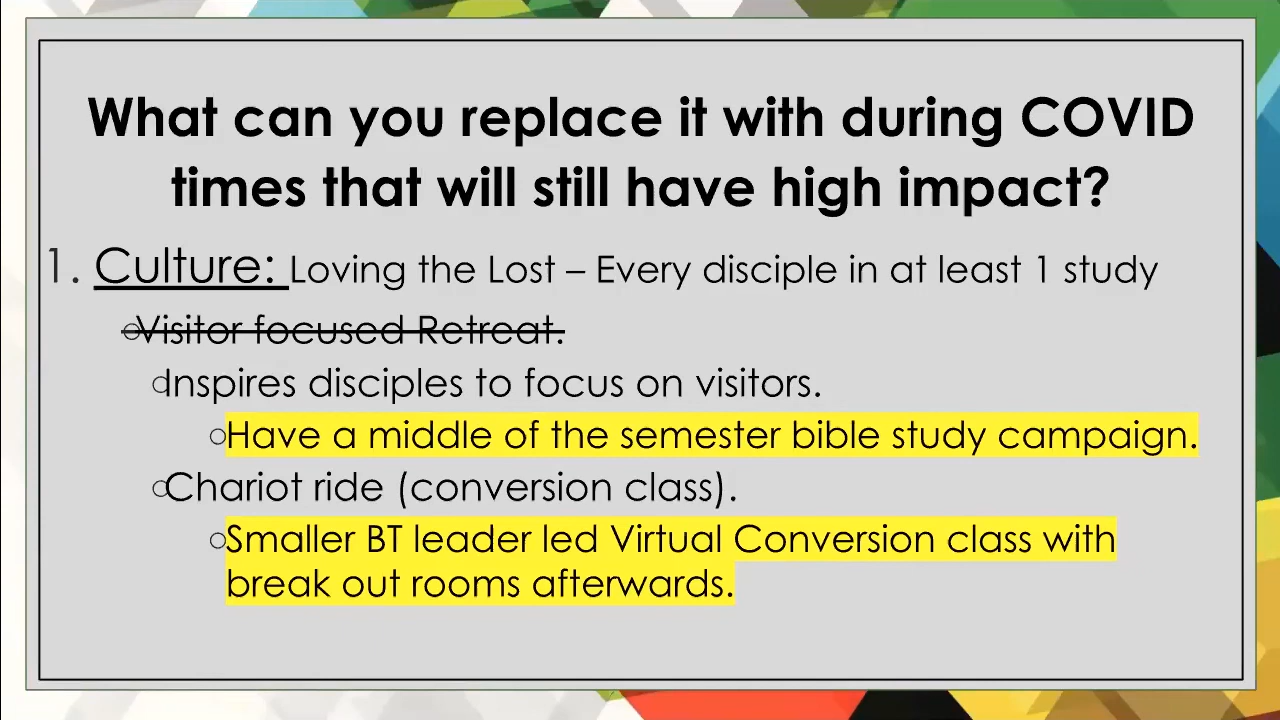 What can you replace it with during COVID
times that will still have high impact?
1. Culture: Loving the Lost – Every disciple in at least 1 study
○Visitor focused Retreat.
○Inspires disciples to focus on visitors.
○Have a middle of the semester bible study campaign.
○Chariot ride (conversion class).
○Smaller BT leader led Virtual Conversion class with
break out rooms afterwards.